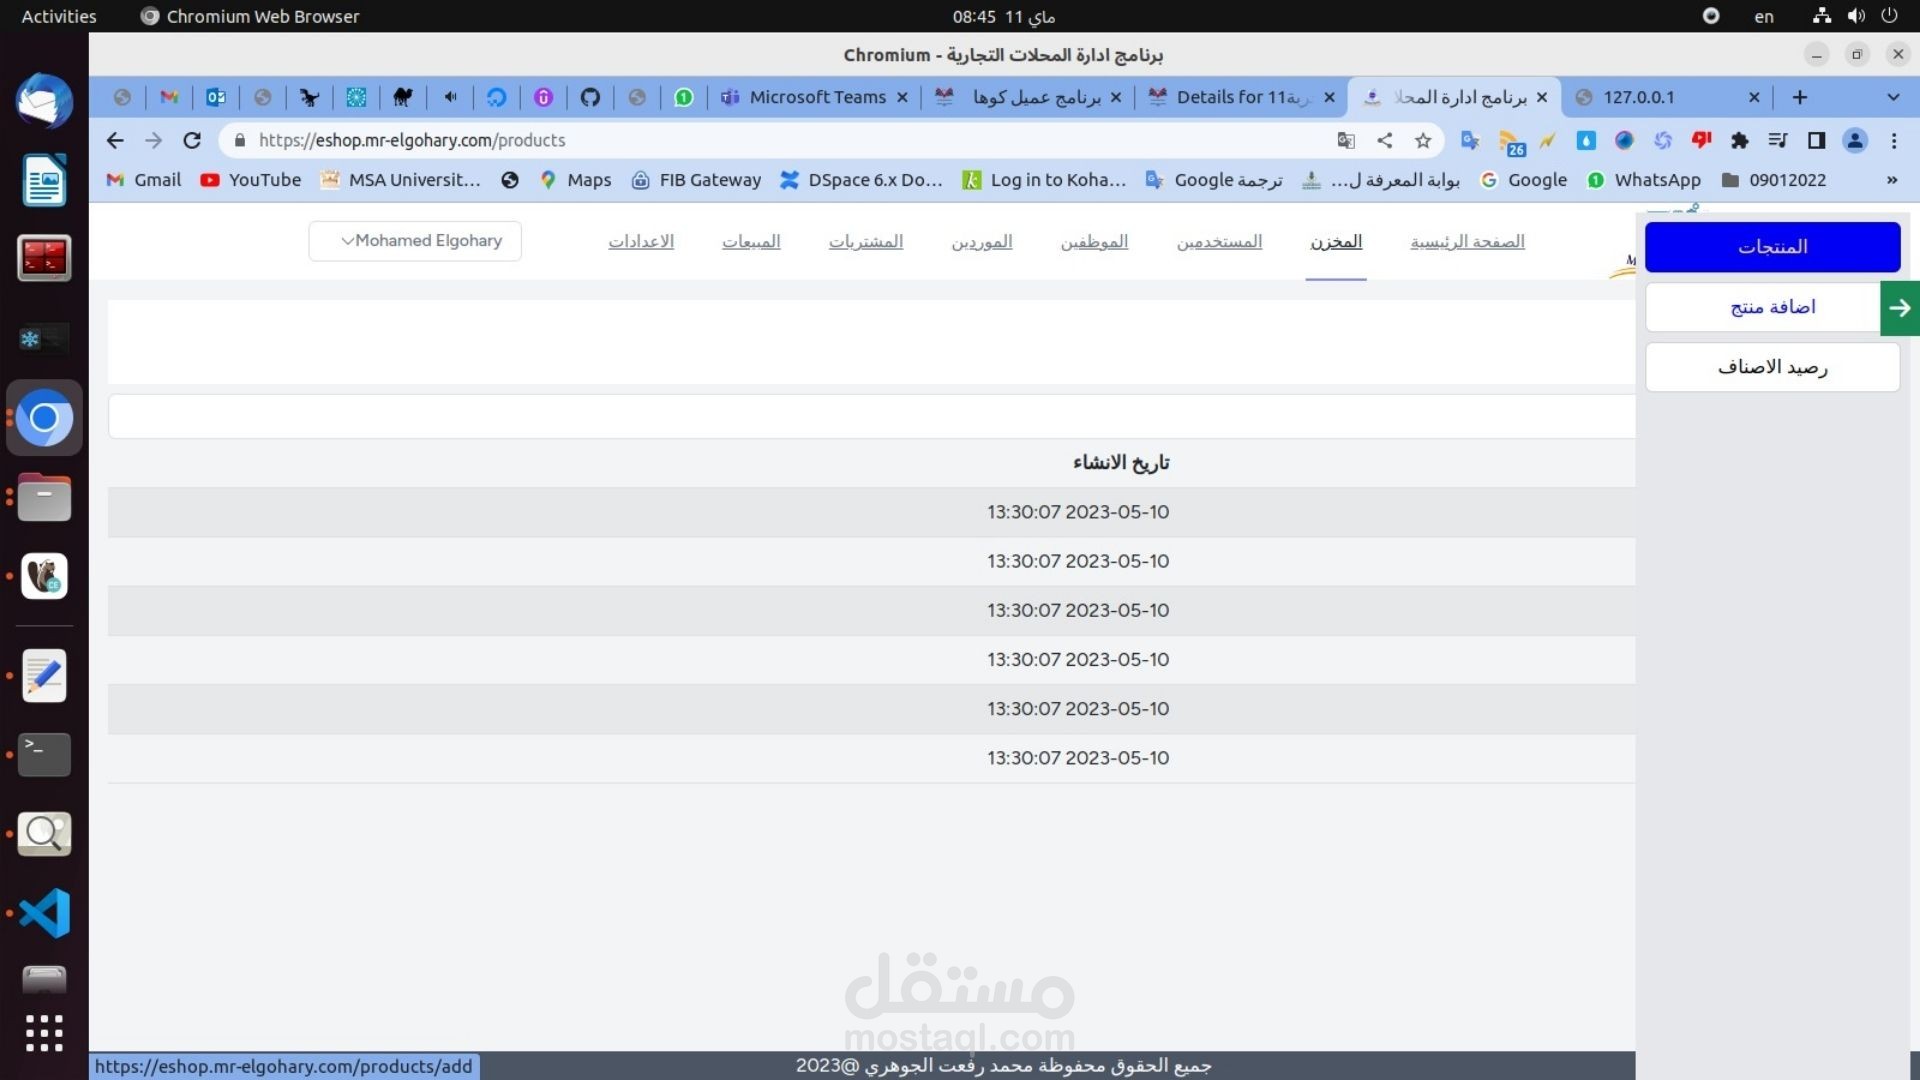 Activities
Chromium Web Browser
08:45 11 ماي
en
برنامج ادارة المحلات التجارية - Chromium
Microsoft Teams
برنامج عميل كوها
Details for 11
برنامج ادارة المحلا
127.0.0.1
https://eshop.mr-elgohary.com/products
26
Gmail
YouTube
MSA Universit...
Maps
FIB Gateway
DSpace 6.x Do...
Log in to Koha...
ترجمة Google
بوابة المعرفة ل...
Google
WhatsApp
09012022
»
الصفحة الرئيسية
المخزن
المستخدمين
الموظفين
الموردين
المشتريات
المبيعات
الاعدادات
Mohamed Elgohary
المنتجات
اضافة منتج
رصيد الاصناف
تاريخ الانشاء
13:30:07 2023-05-10
13:30:07 2023-05-10
13:30:07 2023-05-10
13:30:07 2023-05-10
13:30:07 2023-05-10
13:30:07 2023-05-10
مستقل
mostaql.com
جميع الحقوق محفوظة محمد رفعت الجوهري @2023
https://eshop.mr-elgohary.com/products/add